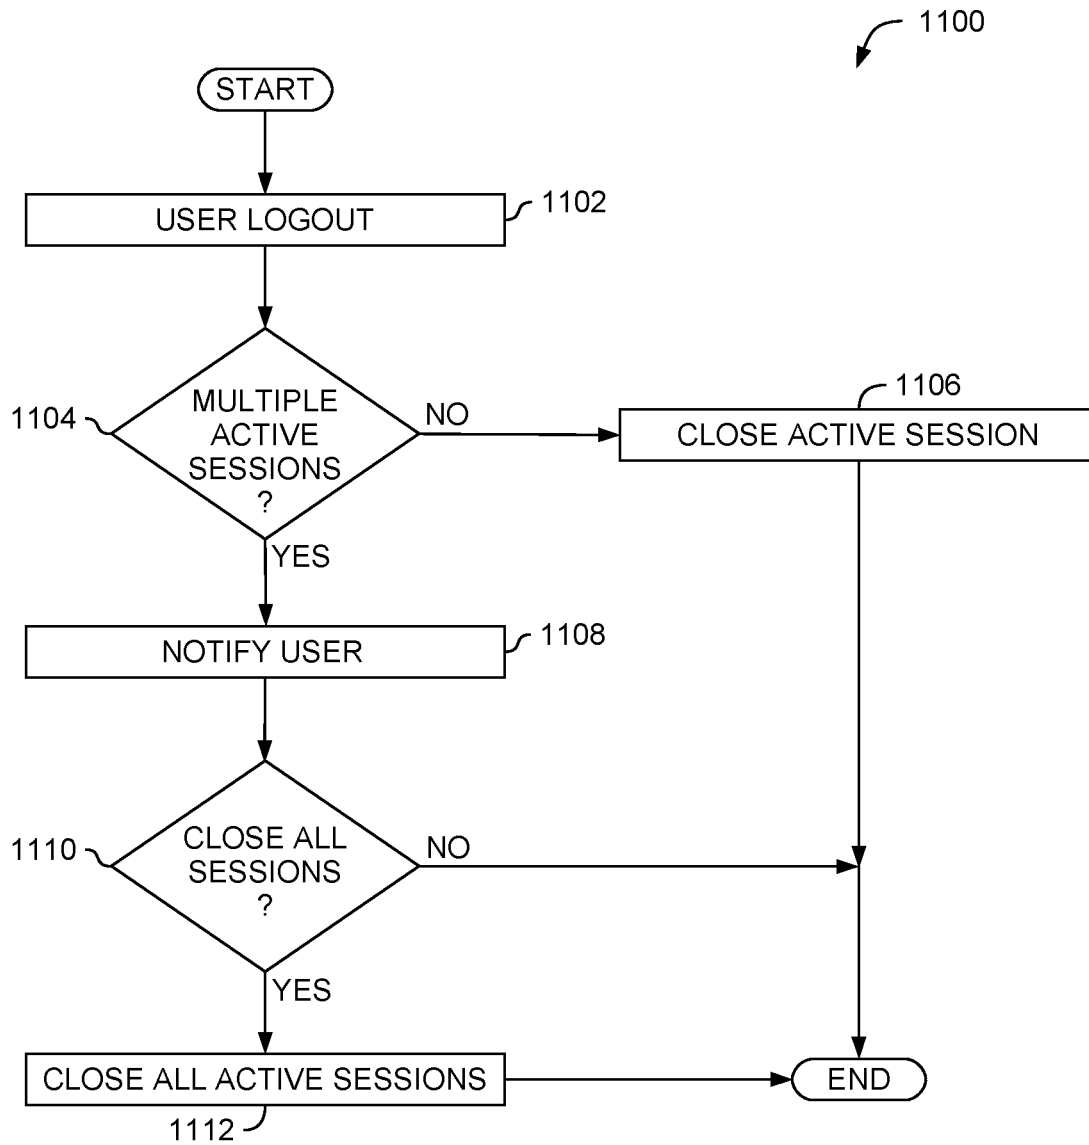 1100
START
USER LOGOUT
1102
1104
MULTIPLE
ACTIVE
SESSIONS
?
NO
1106
CLOSE ACTIVE SESSION
YES
NOTIFY USER
1108
1110
CLOSE ALL
SESSIONS
?
NO
YES
CLOSE ALL ACTIVE SESSIONS
1112
END